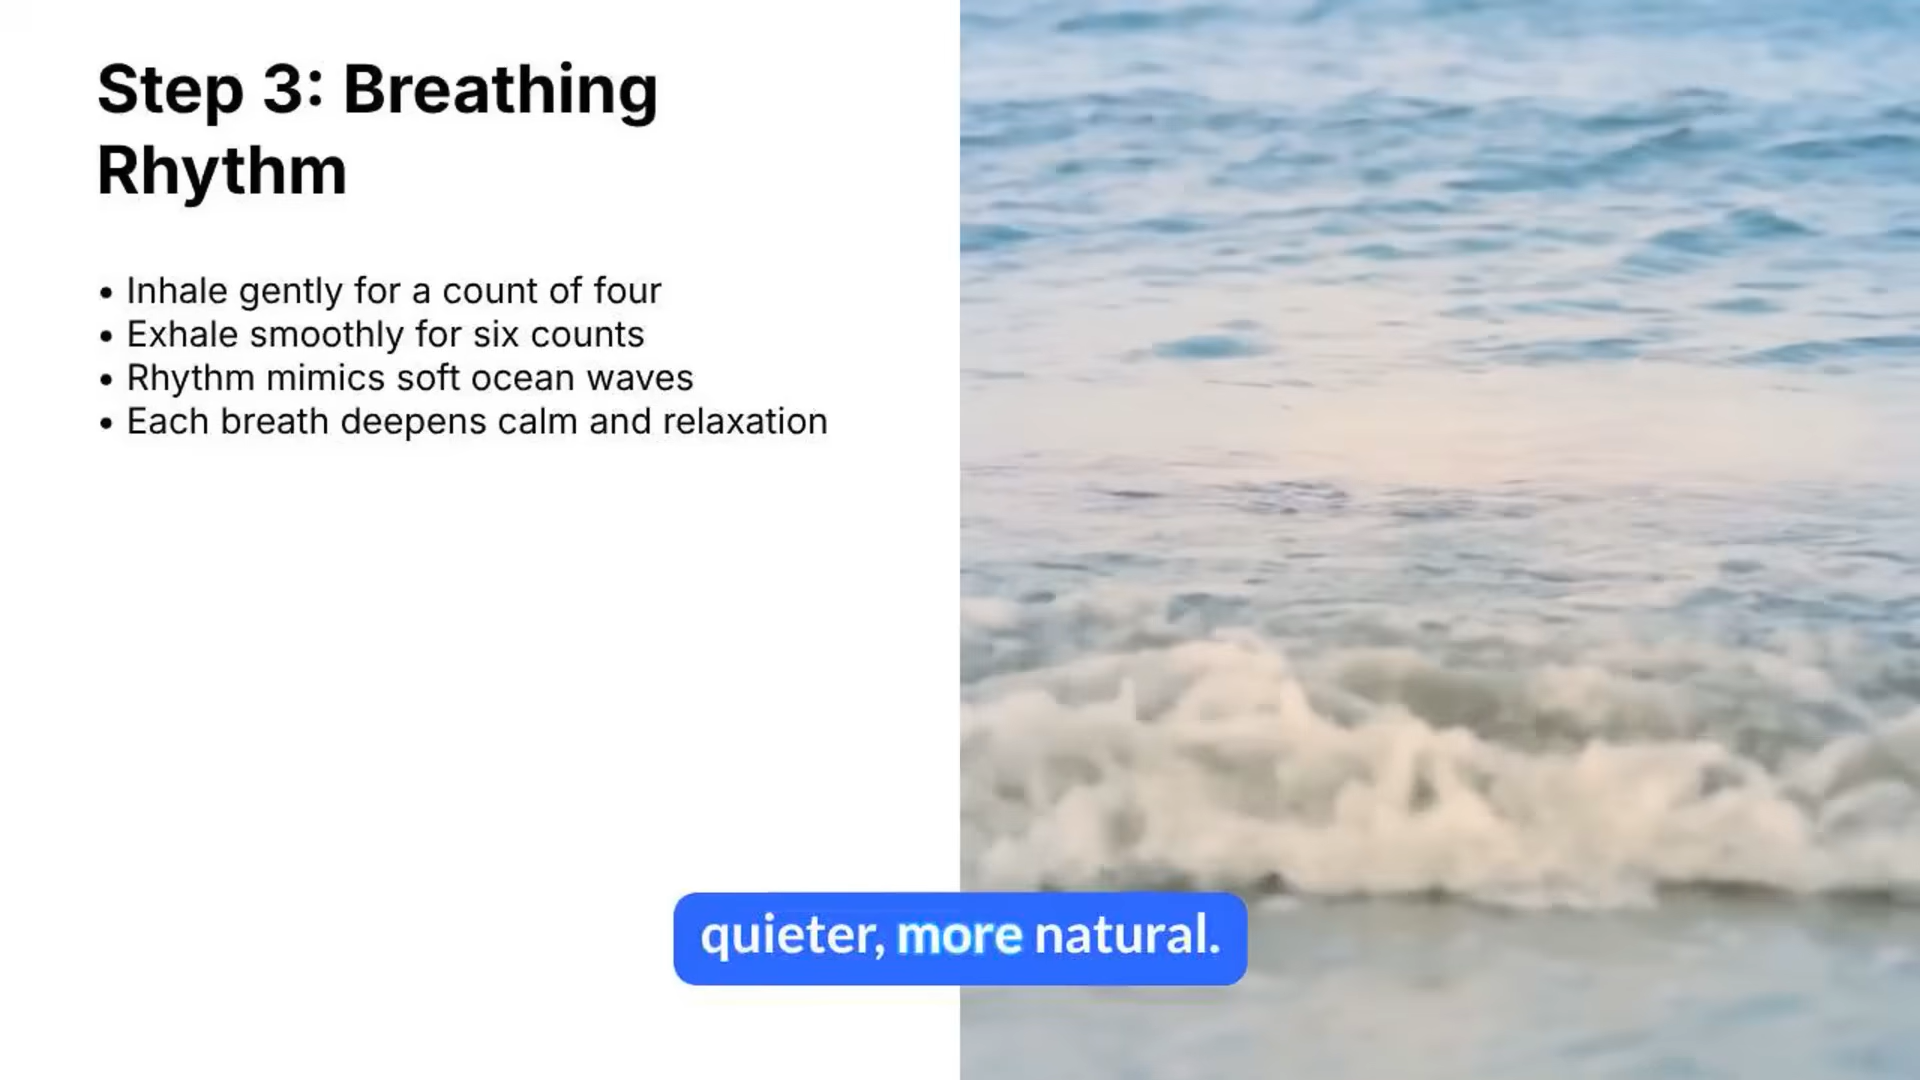 Step 3: Breathing
Rhythm
• Inhale gently for a count of four
• Exhale smoothly for six counts
• Rhythm mimics soft ocean waves
• Each breath deepens calm and relaxation
quieter, more natural.